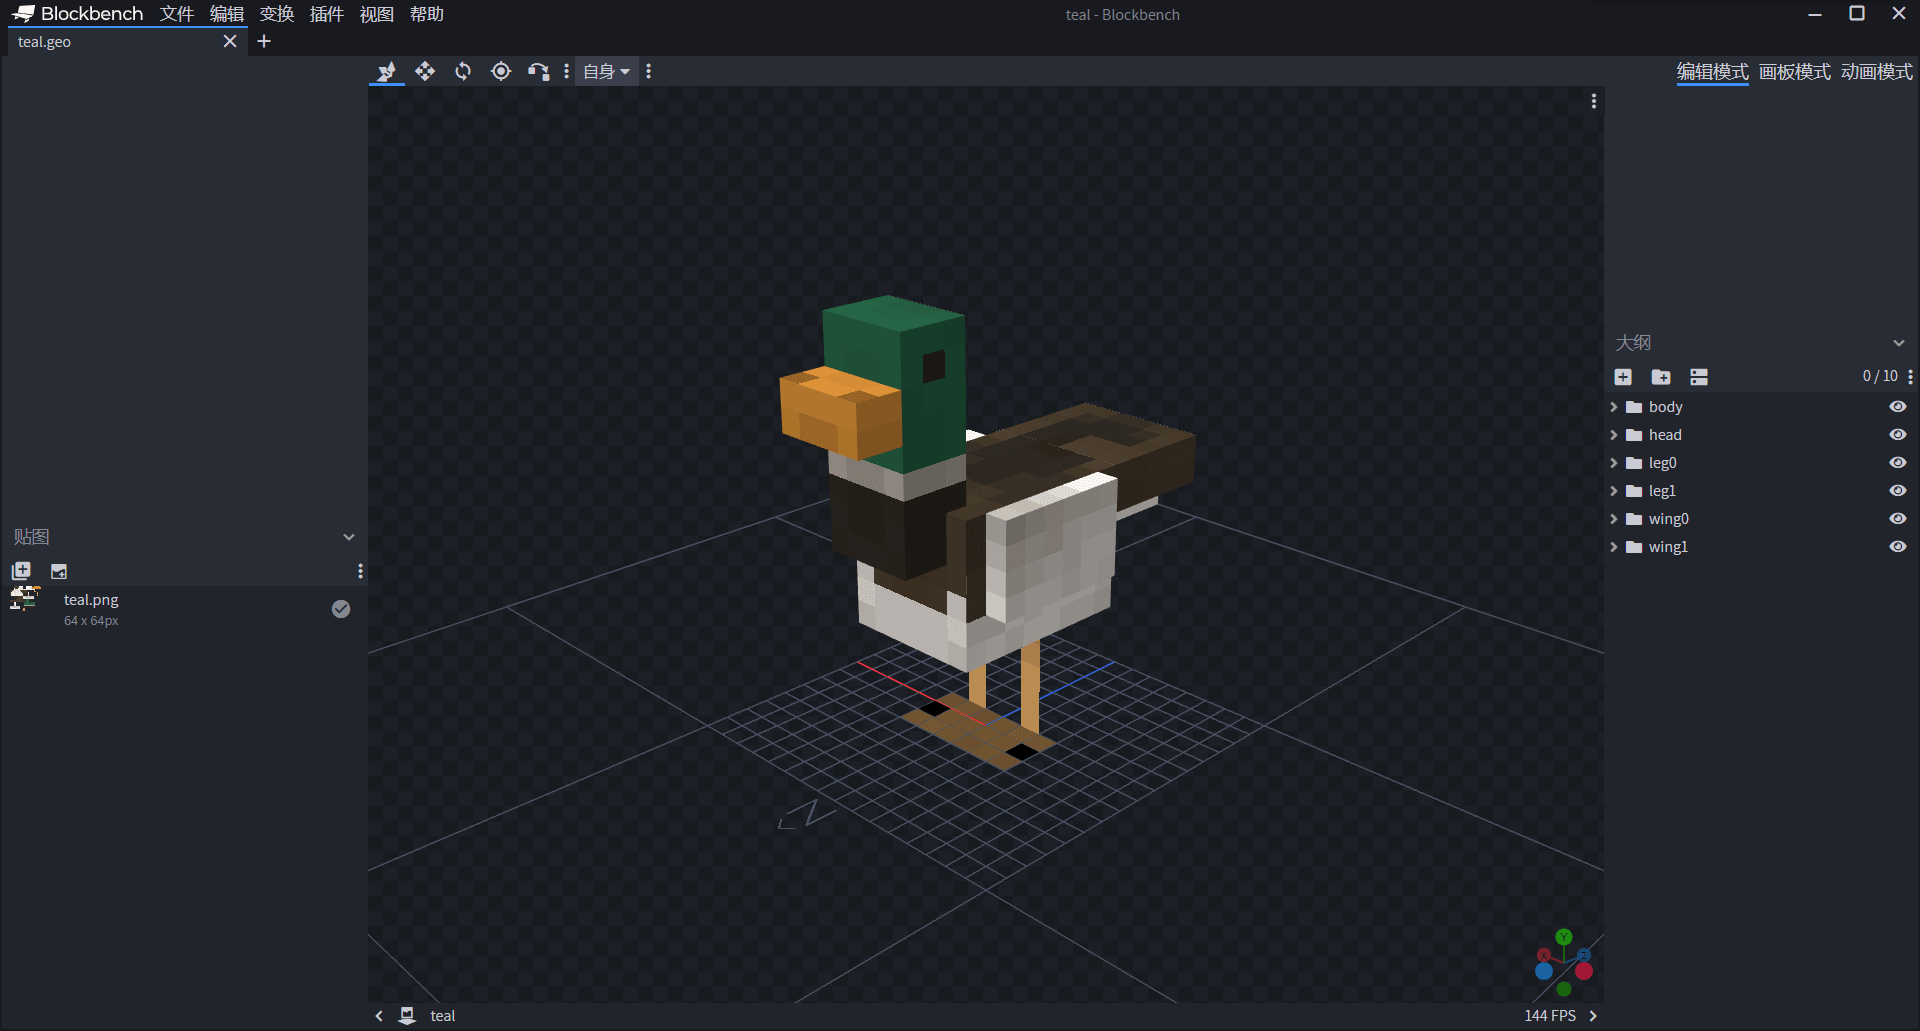 Blockbench 文件 编辑 变换 插件 视图 帮助
teal - Blockbench
teal.geo
自身
编辑模式 画板模式 动画模式
大纲
0 / 10
body
head
leg0
leg1
wing0
wing1
贴图
teal.png
64 x 64px
Y
X
Z
teal
144 FPS